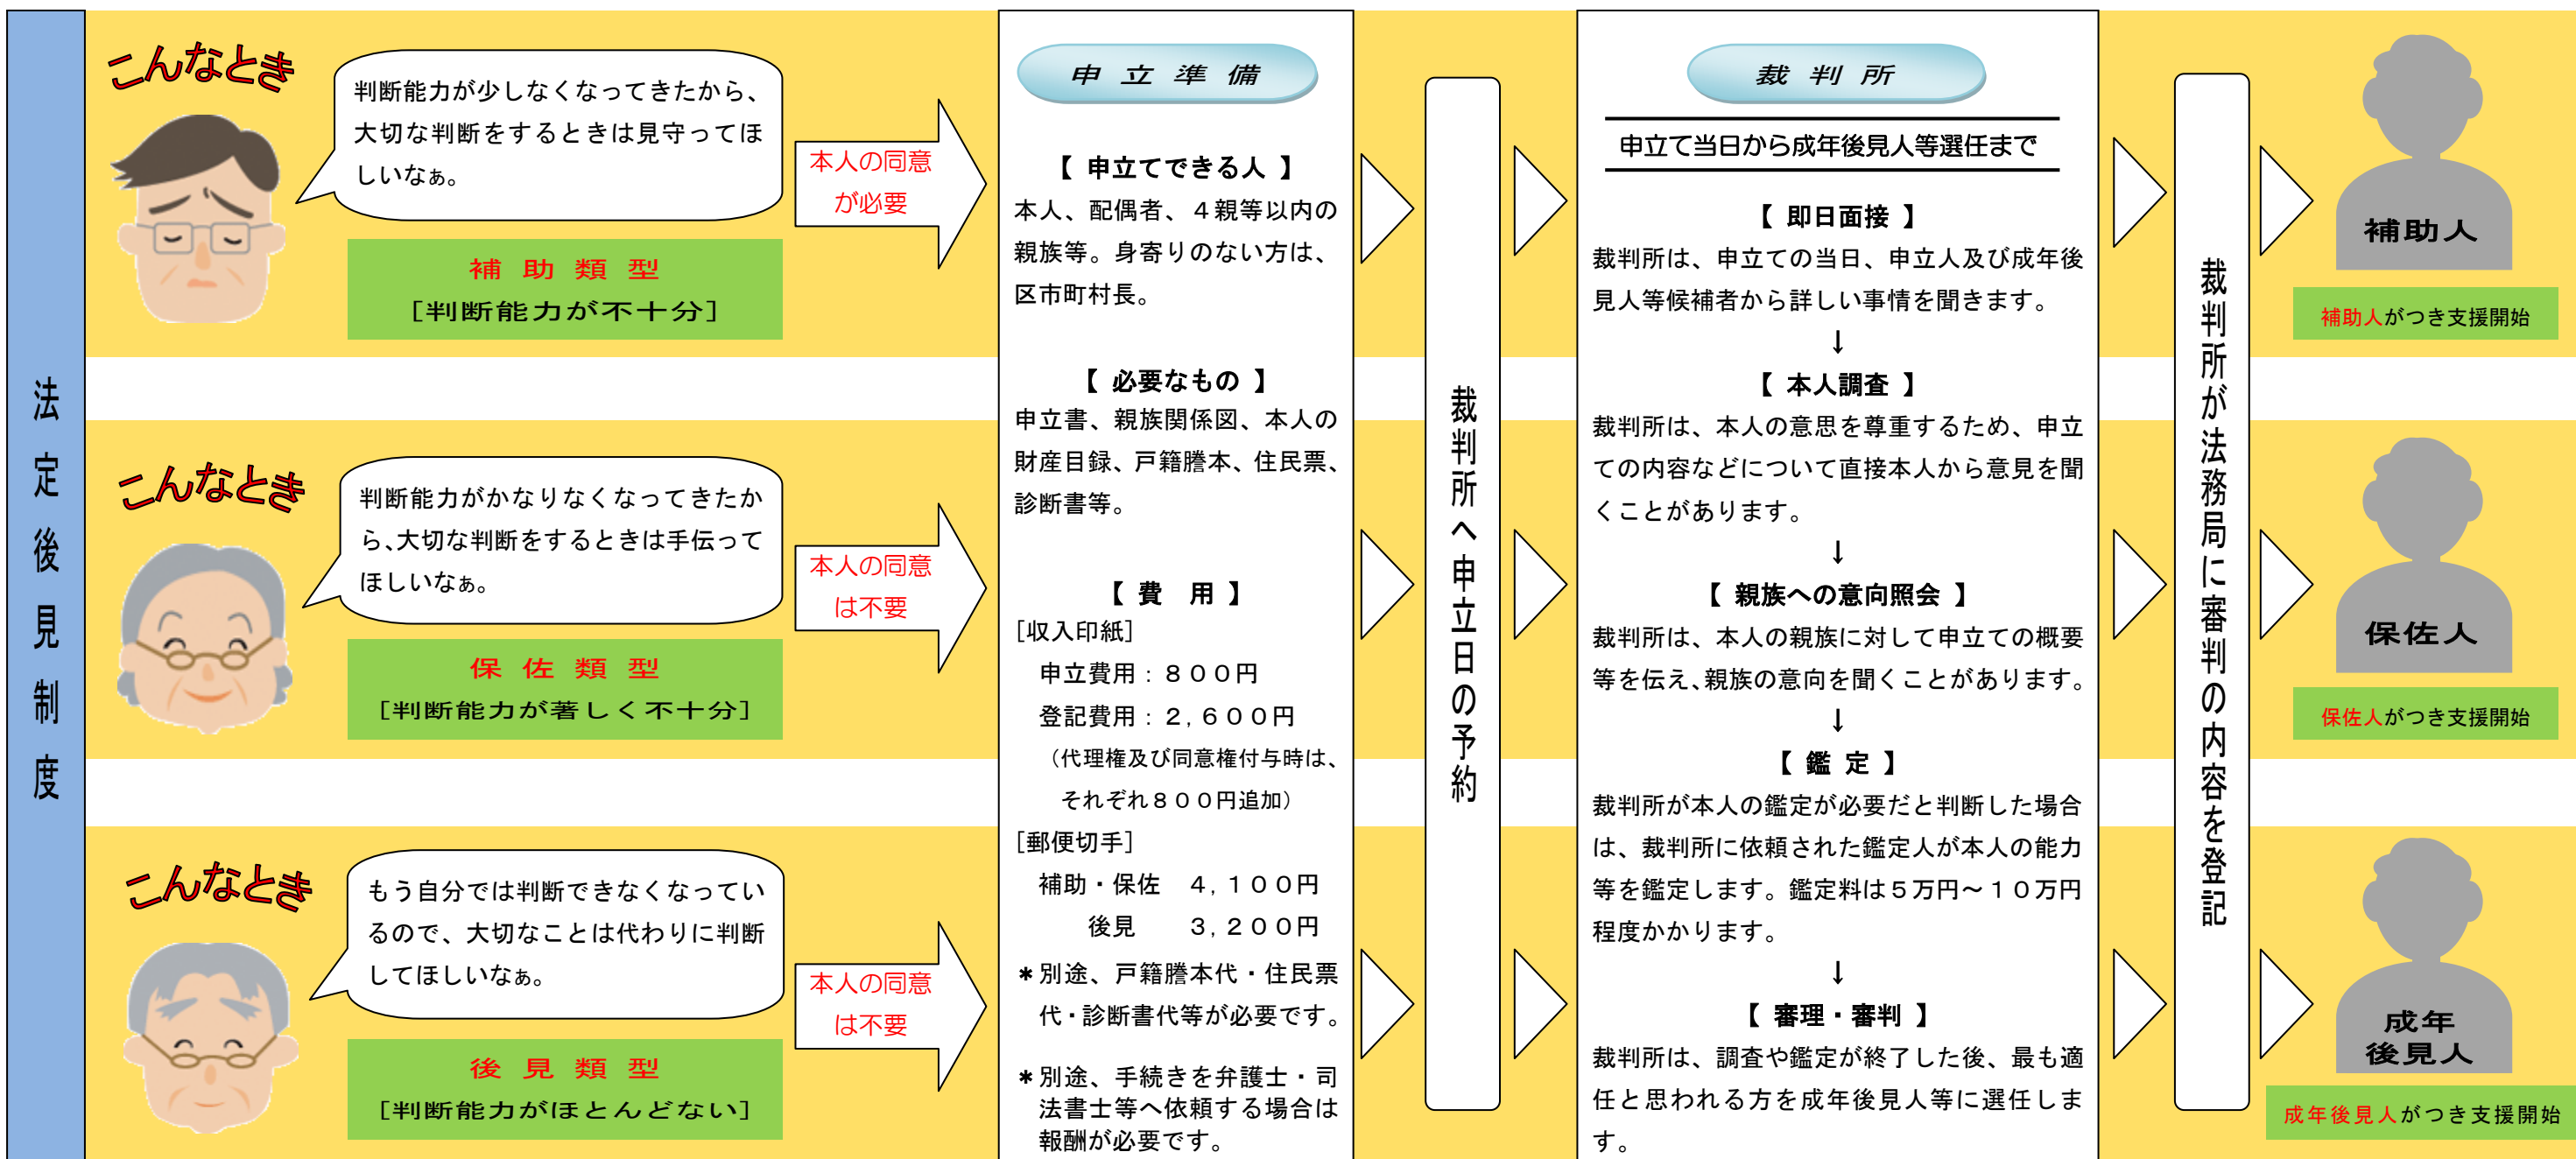 法定後見制度
こんなとき
判断能力が少しなくなってきたから、
大切な判断をするときは見守ってほ
しいなぁ。
補助類型
［判断能力が不十分］
本人の同意
が必要
こんなとき
判断能力がかなりなくなってきたか
ら、大切な判断をするときは手伝って
ほしいなぁ。
保佐類型
［判断能力が著しく不十分］
本人の同意
は不要
こんなとき
もう自分では判断できなくなってい
るので、大切なことは代わりに判断
してほしいなぁ。
後見類型
［判断能力がほとんどない］
本人の同意
は不要
申立準備
【 申立てできる人 】
本人、配偶者、４親等以内の
親族等。身寄りのない方は、
区市町村長。
【 必要なもの 】
申立書、親族関係図、本人の
財産目録、戸籍謄本、住民票、
診断書等。
【 費　用 】
［収入印紙］
申立費用：８００円
登記費用：２,６００円
（代理権及び同意権付与時は、
それぞれ８００円追加）
［郵便切手］
補助・保佐　４,１００円
後見　３,２００円
＊別途、戸籍謄本代・住民票
代・診断書代等が必要です。
＊別途、手続きを弁護士・司
法書士等へ依頼する場合は
報酬が必要です。
裁判所へ申立日の予約
裁判所
申立て当日から成年後見人等選任まで
【 即日面接 】
裁判所は、申立ての当日、申立人及び成年後
見人等候補者から詳しい事情を聞きます。
↓
【 本人調査 】
裁判所は、本人の意思を尊重するため、申立
ての内容などについて直接本人から意見を聞
くことがあります。
↓
【 親族への意向照会 】
裁判所は、本人の親族に対して申立ての概要
等を伝え、親族の意向を聞くことがあります。
↓
【 鑑 定 】
裁判所が本人の鑑定が必要だと判断した場合
は、裁判所に依頼された鑑定人が本人の能力
等を鑑定します。鑑定料は５万円～１０万円
程度かかります。
↓
【 審理・審判 】
裁判所は、調査や鑑定が終了した後、最も適
任と思われる方を成年後見人等に選任しま
す。
裁判所が法務局に審判の内容を登記
補助人
補助人がつき支援開始
保佐人
保佐人がつき支援開始
成年
後見人
成年後見人がつき支援開始